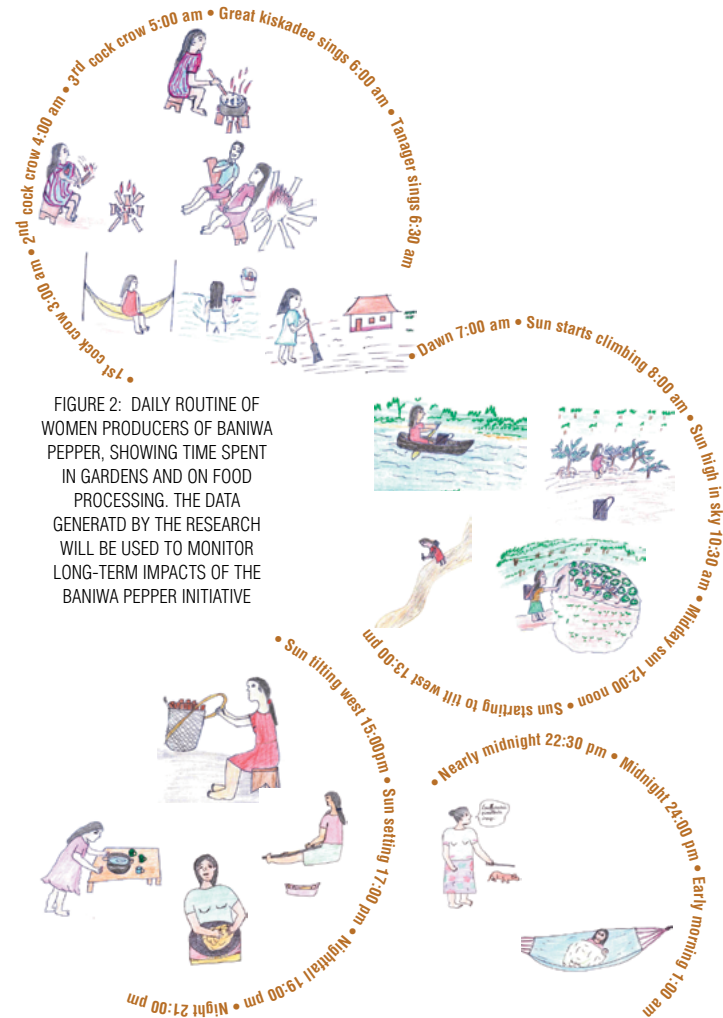 • 1st cock crow 3:00 am • 2nd cock crow 4:00 am • 3rd cock crow 5:00 am • Great kiskadee sings 6:00 am • Tanager sings 6:30 am
• Dawn 7:00 am • Sun starts climbing 8:00 am • Sun high in sky 10:30 am • Midday sun 12:00 noon • Sun starting to tilt west 13:00 pm
FIGURE 2: DAILY ROUTINE OF
WOMEN PRODUCERS OF BANIWA
PEPPER, SHOWING TIME SPENT
IN GARDENS AND ON FOOD
PROCESSING. THE DATA
GENERATD BY THE RESEARCH
WILL BE USED TO MONITOR
LONG-TERM IMPACTS OF THE
BANIWA PEPPER INITIATIVE
• Sun tilting west 15:00pm • Sun setting 17:00 pm • Nightfall 19:00 pm • Night 21:00 pm
• Nearly midnight 22:30 pm • Midnight 24:00 pm • Early morning 1:00 am